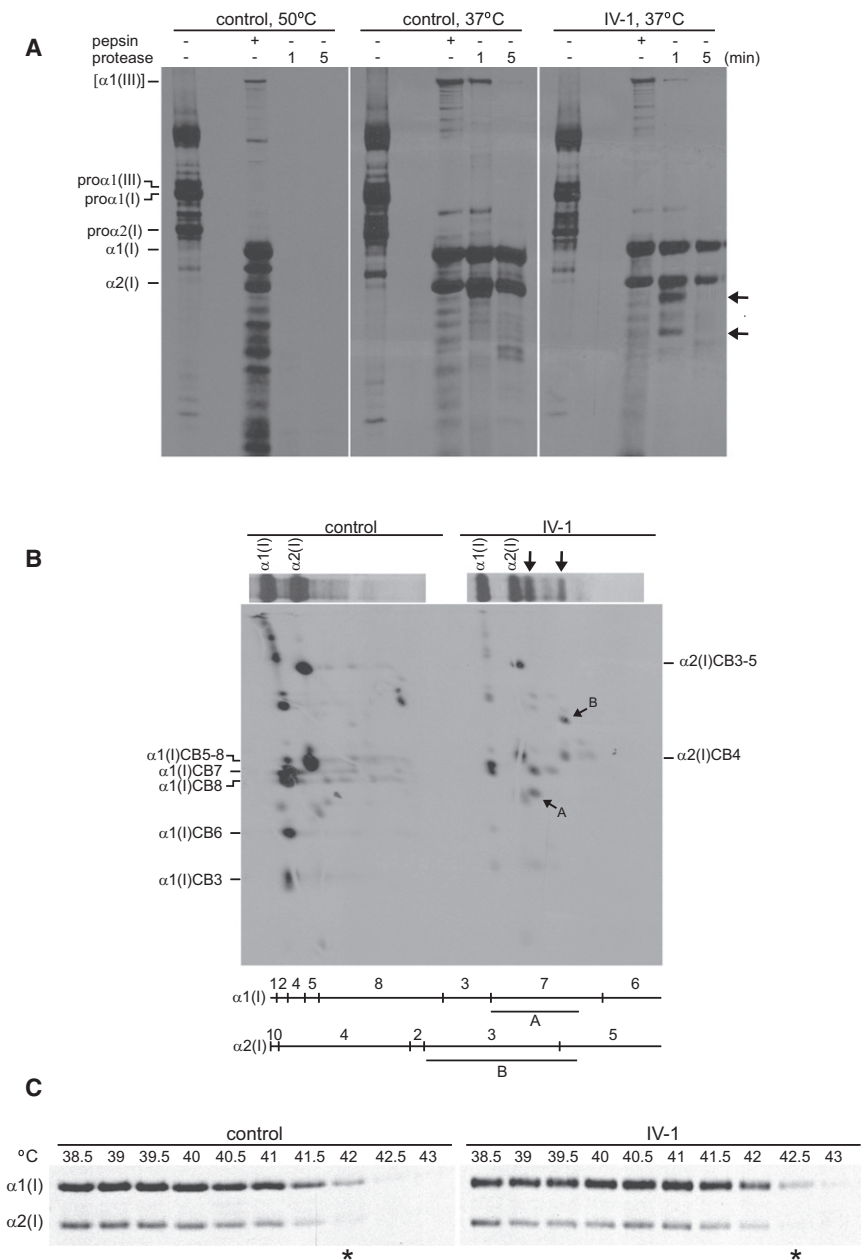 A
control, 50ºC control, 37ºC IV-1, 37ºC
pepsin - + - - - + - - - + - -
protease - - 1 5 - - 1 5 - - 1 5 (min)
[α1(III)]
proα1(III)
proα1(I)
proα2(I)
α1(I)
α2(I)
B
control IV-1
α1(I) α2(I) α1(I) α2(I)
α2(I)CB3-5
B
α1(I)CB5-8
α2(I)CB4
α1(I)CB7
α1(I)CB8
A
α1(I)CB6
α1(I)CB3
12 4 5 8 3 7 6
α1(I)
A
10 4 2 3 5
α2(I)
B
C
control IV-1
ºC 38.5 39 39.5 40 40.5 41 41.5 42 42.5 43 38.5 39 39.5 40 40.5 41 41.5 42 42.5 43
α1(I)
α2(I)
* *